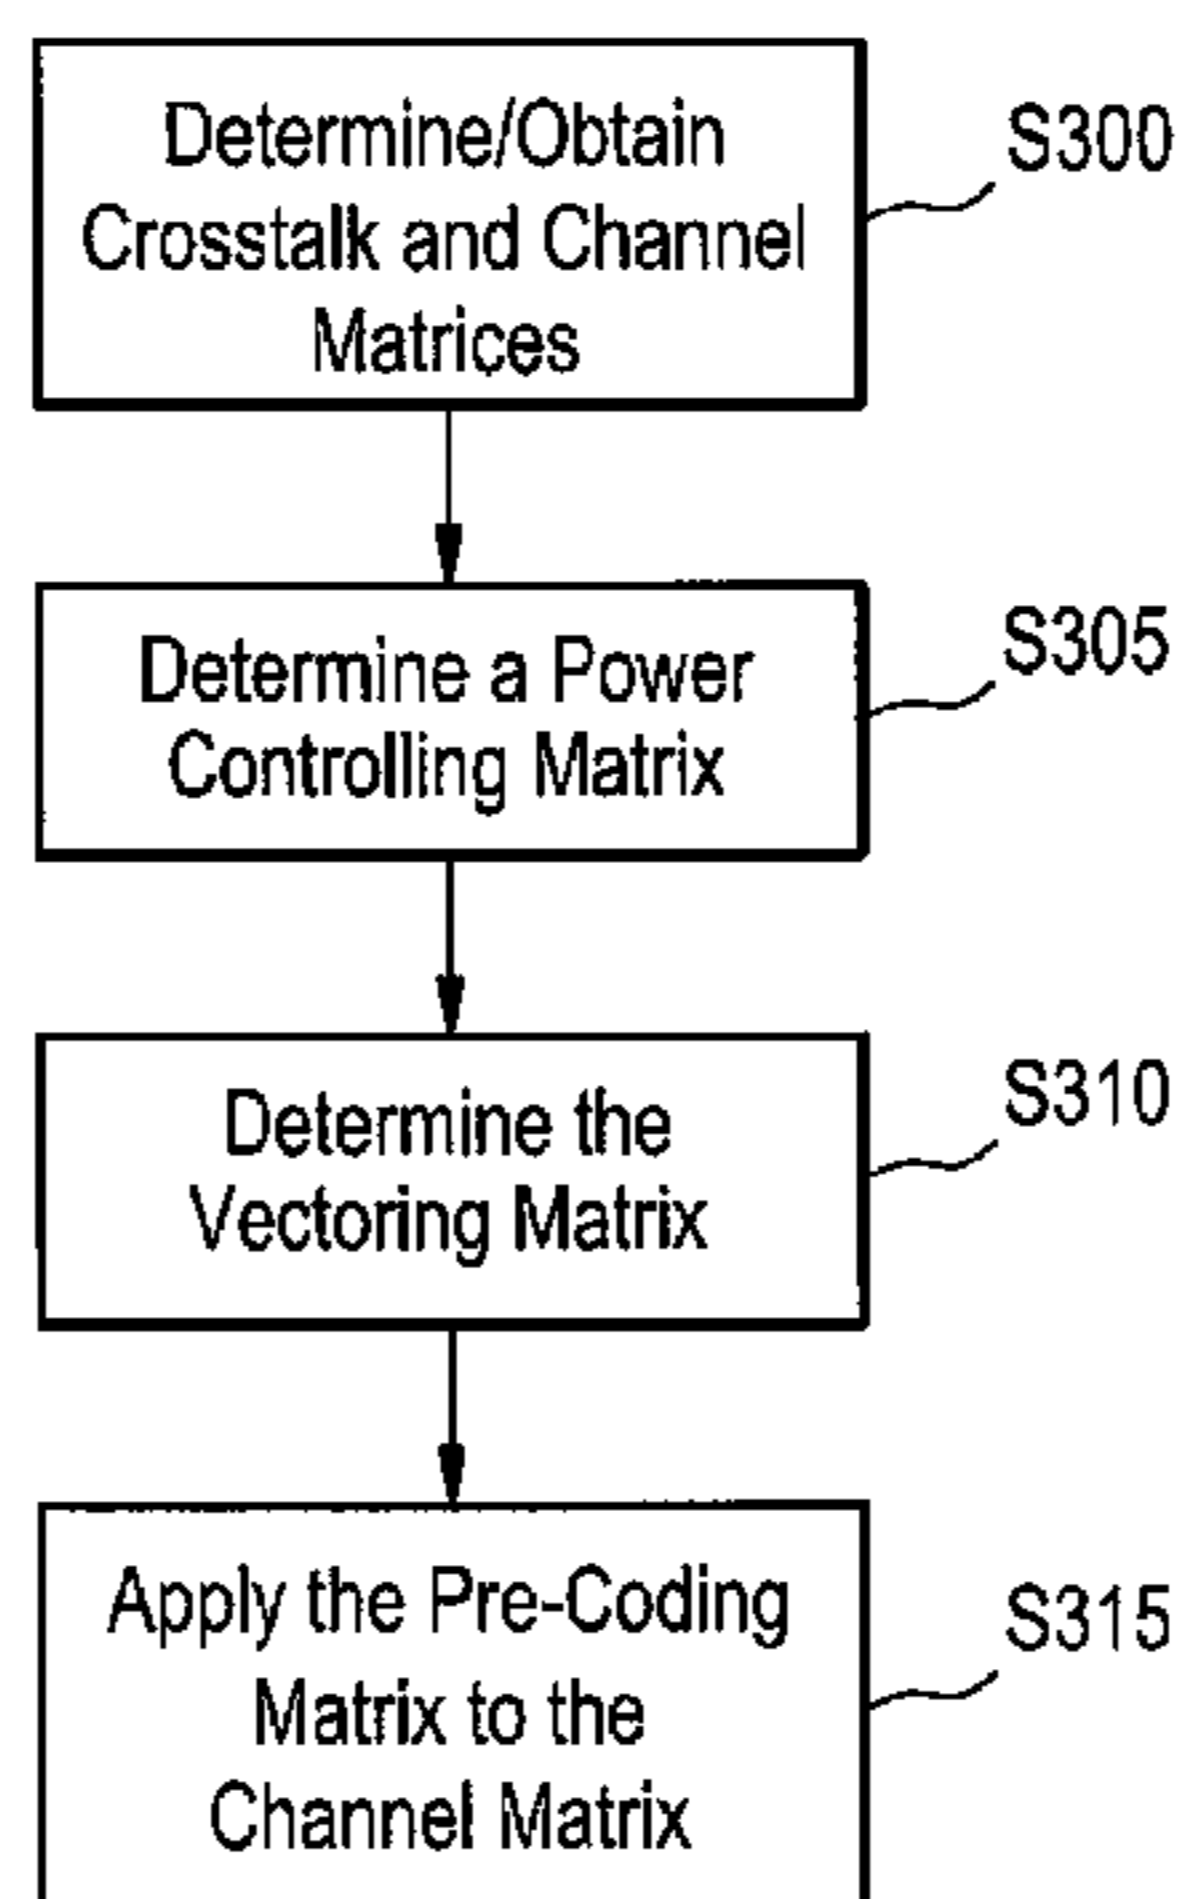 Determine/Obtain
Crosstalk and Channel
Matrices
S300
Determine a Power
Controlling Matrix
S305
Determine the
Vectoring Matrix
S310
Apply the Pre-Coding
Matrix to the
Channel Matrix
S315